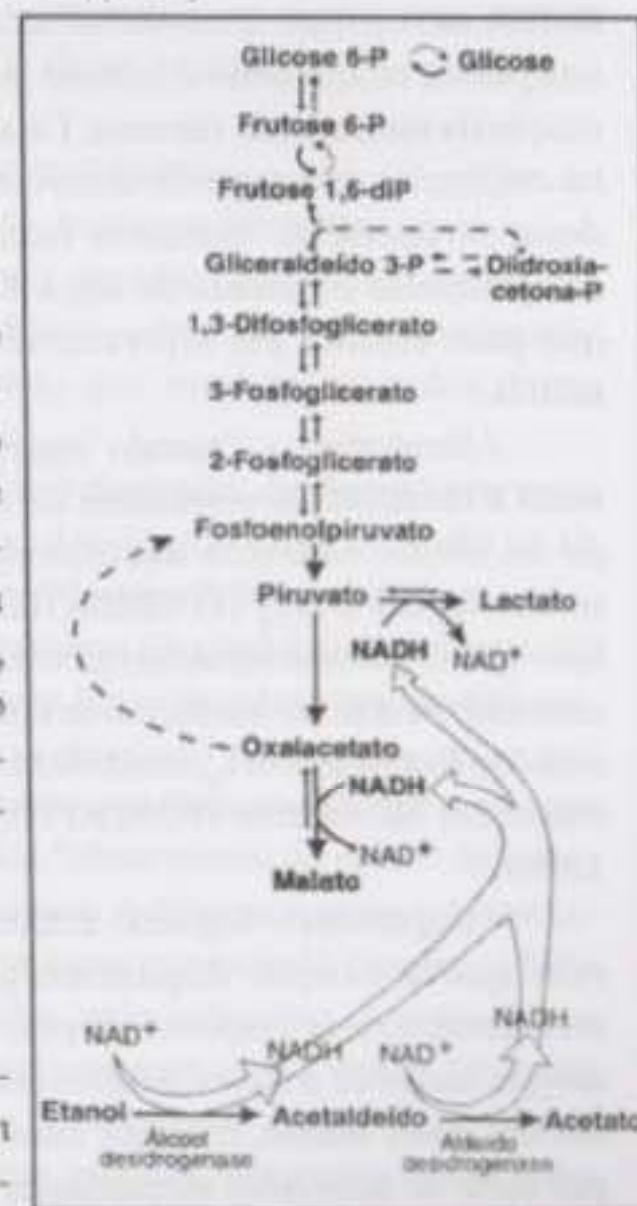 Glicose 6-P Glicose
Frutose 6-P
Frutose 1,6-diP
Gliceraldeído 3-P Diidroxia-
cetona-P
1,3-Difosfoglicerato
3-Fosfoglicerato
2-Fosfoglicerato
Fosfoenolpiruvato
Piruvato Lactato
NADH NAD+
Oxalacetato
NADH
NAD+
Malato
NAD+ NADH NAD+ NADH
Etanol Acetaldeído Acetato
Álcool Aldeído
desidrogenase desidrogenase